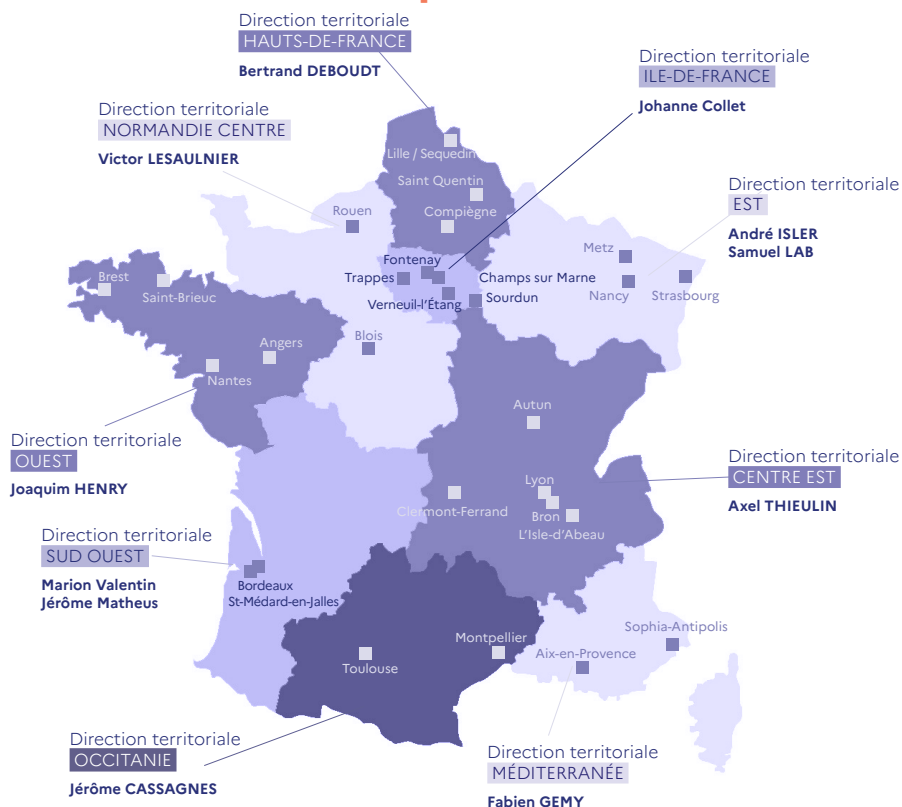 Direction territoriale
HAUTS-DE-FRANCE
Bertrand DEBOUDT
Direction territoriale
ILE-DE-FRANCE
Johanne Collet
Direction territoriale
NORMANDIE CENTRE
Victor LESAULNIER
Direction territoriale
EST
André ISLER
Samuel LAB
Lille / Sequedin
Saint Quentin
Compiègne
Rouen
Metz
Nancy
Strasbourg
Fontenay
Trappes
Champs sur Marne
Verneuil-l'Étang
Sourdun
Brest
Saint-Brieuc
Angers
Nantes
Blois
Autun
Direction territoriale
OUEST
Joaquim HENRY
Direction territoriale
CENTRE EST
Axel THIEULIN
Lyon
Clermont-Ferrand
Bron
L'Isle-d'Abeau
Direction territoriale
SUD OUEST
Marion Valentin
Jérôme Matheus
Bordeaux
St-Médard-en-Jalles
Toulouse
Montpellier
Sophia-Antipolis
Aix-en-Provence
Direction territoriale
OCCITANIE
Jérôme CASSAGNES
Direction territoriale
MÉDITERRANÉE
Fabien GEMY